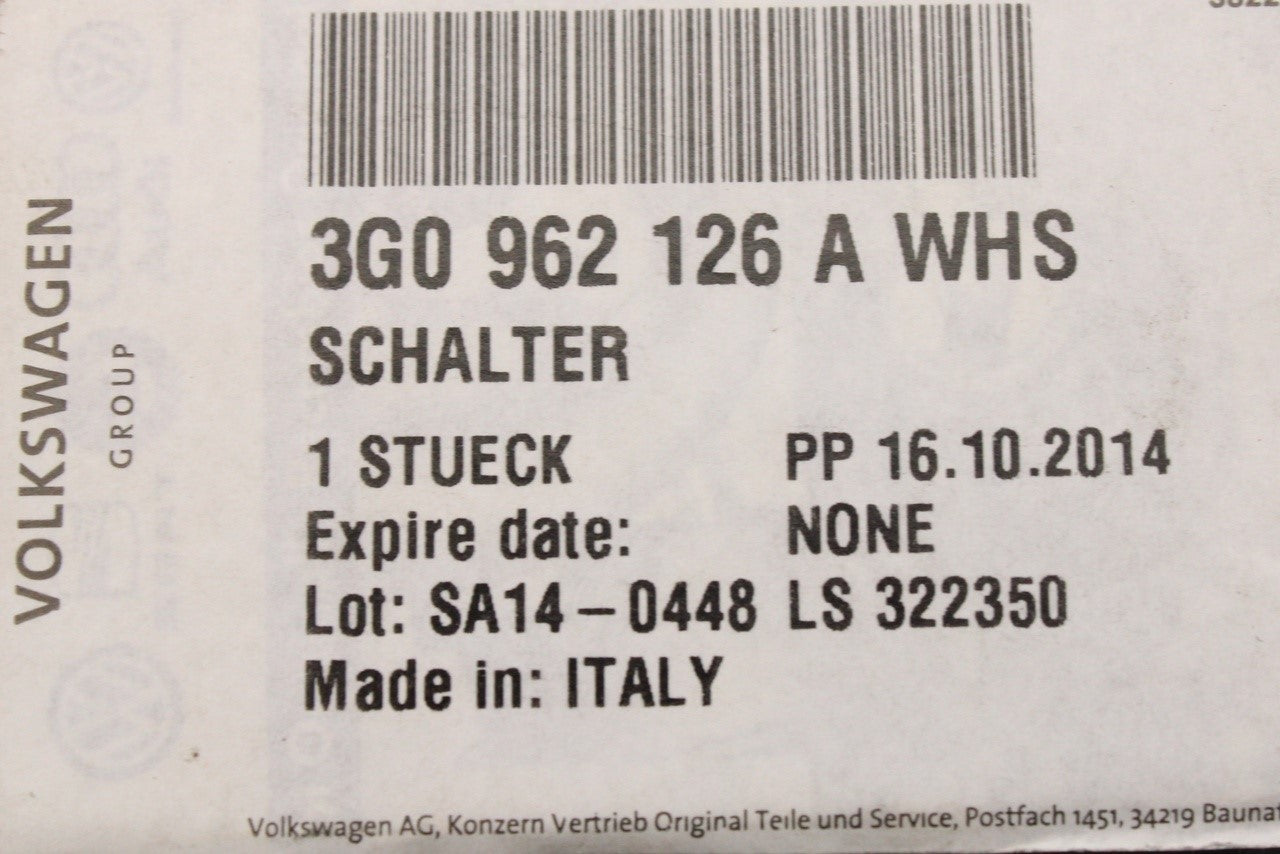 3G0 962 126 A WHS
SCHALTER
1 STUECK PP 16.10.2014
Expire date: NONE
Lot: SA14-0448 LS 322350
Made in: ITALY
VOLKSWAGEN
GROUP
Volkswagen AG, Konzern Vertrieb Original Teile und Service, Postfach 1451, 34219